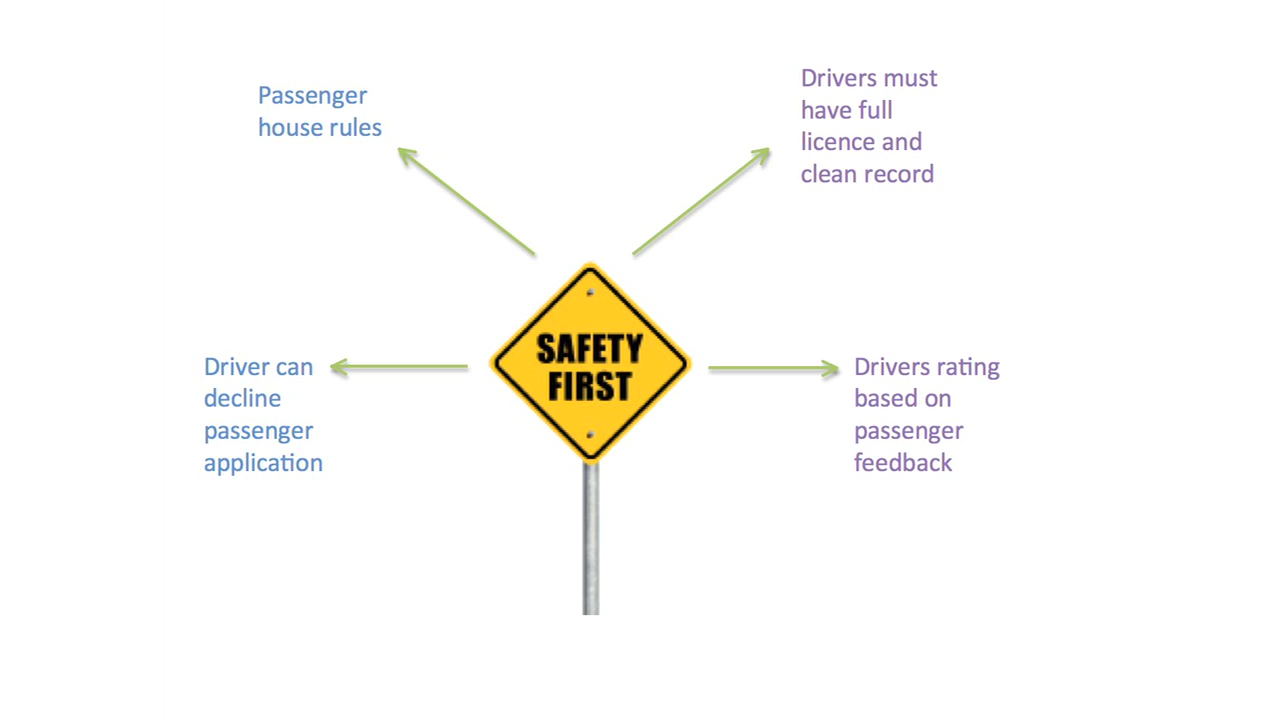 Passenger
house rules
Drivers must
have full
licence and
clean record
SAFETY
FIRST
Driver can
decline
passenger
application
Drivers rating
based on
passenger
feedback